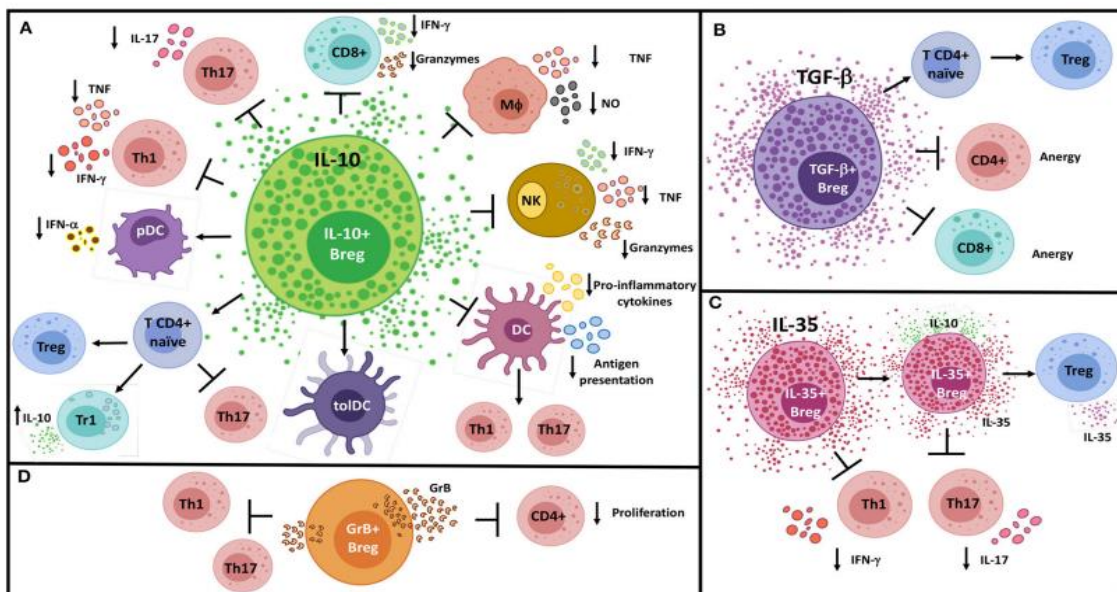 A
IL-17
Th17
CD8+
IFN-γ
Granzymes
TNF
NO
Mϕ
TNF
Th1
IFN-γ
IL-10
IL-10+
Breg
NK
IFN-γ
TNF
Granzymes
IFN-α
pDC
Pro-inflammatory
cytokines
DC
Antigen
presentation
T CD4+
naïve
Treg
IL-10
Tr1
Th17
tolDC
Th1
Th17
B
TGF-β
TGF-β+
Breg
T CD4+
naïve
Treg
CD4+
Anergy
CD8+
Anergy
C
IL-35
IL-35+
Breg
IL-10
IL-35+
Breg
IL-35
Treg
IL-35
Th1
Th17
IFN-γ
IL-17
D
Th1
Th17
GrB+
Breg
GrB
CD4+
Proliferation